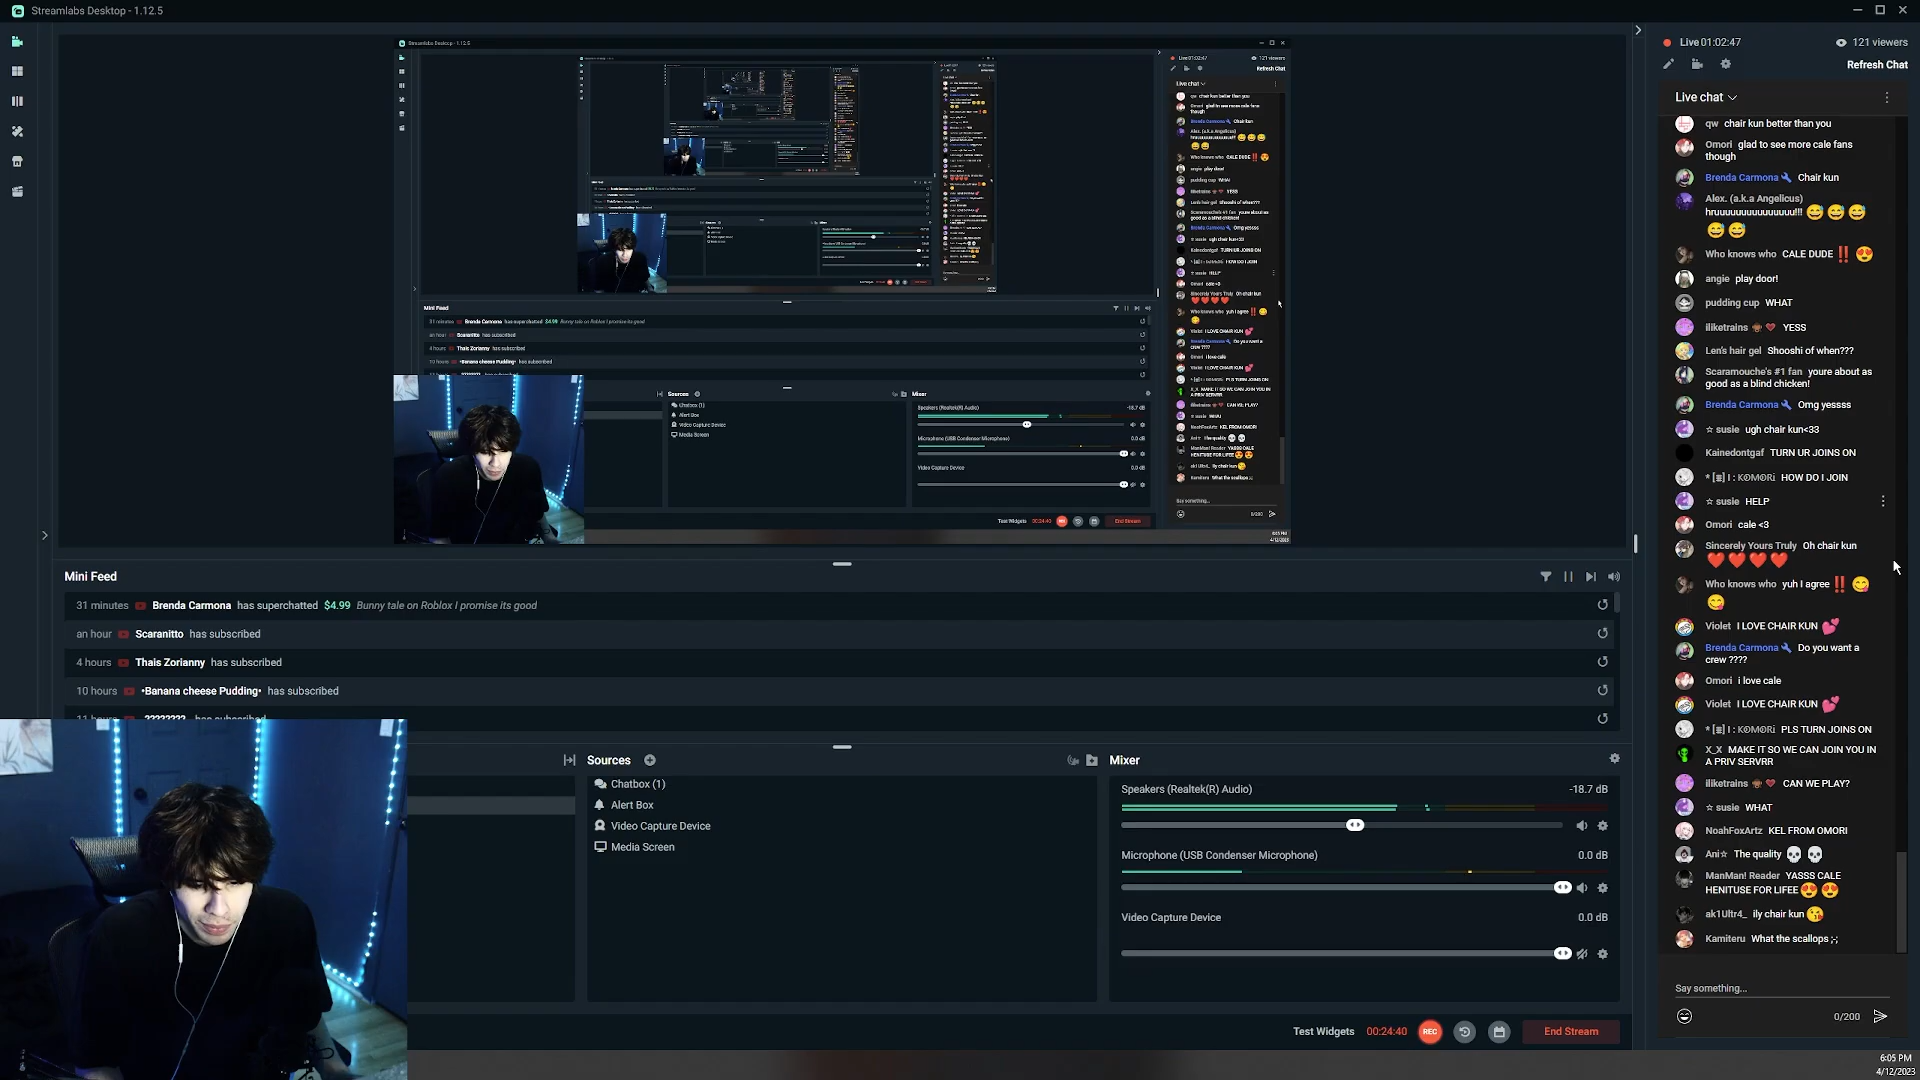 Streamlabs Desktop - 1.12.5
Streamlabs Desktop - 1.12.5
Live 01:02:47
121 viewers
Refresh Chat
Live chat
qw chair kun better than you
Omori glad to see more cale fans
though
Brenda Carmona Chair kun
Alex. (a.k.a Angelicus)
hruuuuuuuuuuuuuu!!! 😅 😅 😅
😅 😅
Who knows who CALE DUDE ‼️ 😍
angie play door!
pudding cup WHAT
iliketrains YESS
Len's hair gel Shooshi of when???
Scaramouche's #1 fan youre about as
good as a blind chicken!
Brenda Carmona Omg yessss
☆ susie ugh chair kun<33
Kainedontgaf TURN UR JOINS ON
HOW DO I JOIN
☆ susie HELP
Omori cale <3
Sincerely Yours Truly Oh chair kun
❤️ ❤️ ❤️ ❤️
Who knows who yuh I agree ‼️ 😋
😋
Violet I LOVE CHAIR KUN 💕
Brenda Carmona Do you want a
crew ????
Omori i love cale
Violet I LOVE CHAIR KUN 💕
PLS TURN JOINS ON
X_X MAKE IT SO WE CAN JOIN YOU IN
A PRIV SERVRR
iliketrains CAN WE PLAY?
☆ susie WHAT
NoahFoxArtz KEL FROM OMORI
Ani☆ The quality 💀 💀
ManMan! Reader YASSS CALE
HENITUSE FOR LIFEE 😍 😍
ak1Ultr4_ ily chair kun 😘
Kamiteru What the scallops ;-;
Say something...
0/200
Mini Feed
31 minutes Brenda Carmona has superchatted $4.99 Bunny tale on Roblox I promise its good
an hour Scaranitto has subscribed
4 hours Thais Zorianny has subscribed
10 hours •Banana cheese Pudding• has subscribed
Sources
Chatbox (1)
Alert Box
Video Capture Device
Media Screen
Mixer
Speakers (Realtek(R) Audio) -18.7 dB
Microphone (USB Condenser Microphone) 0.0 dB
Video Capture Device 0.0 dB
Test Widgets 00:24:40 REC End Stream
6:05 PM
4/12/2023